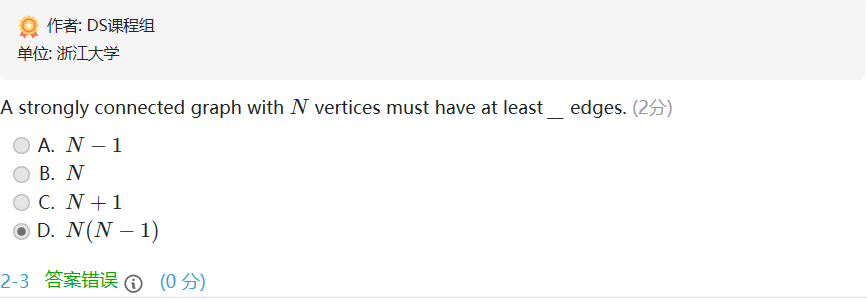 作者: DS课程组
单位: 浙江大学
A strongly connected graph with N vertices must have at least __ edges. (2分)
A. N − 1
B. N
C. N + 1
D. N(N − 1)
2-3 答案错误 (0 分)